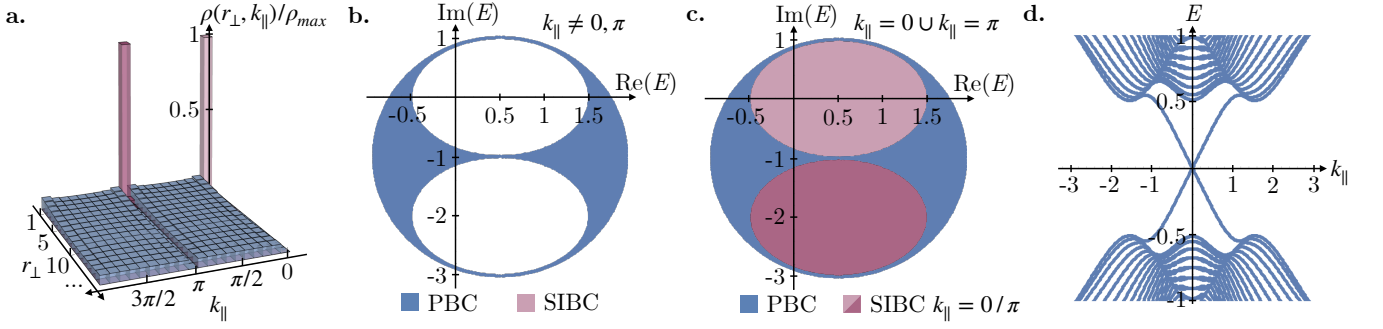 a.
ρ(r⊥, k∥)/ρmax
1
0.5
1
5
r⊥ 10
...
3π/2
π
π/2
0
k∥
b.
Im(E)
k∥ ≠ 0, π
1
Re(E)
-0.5
0.5
1
1.5
-1
-2
-3
PBC
SIBC
c.
Im(E)
k∥ = 0 ∪ k∥ = π
1
Re(E)
-0.5
0.5
1
1.5
-1
-2
-3
PBC
SIBC k∥ = 0/π
d.
E
1
0.5
-3 -2 -1 0 1 2 3 k∥
-0.5
-1